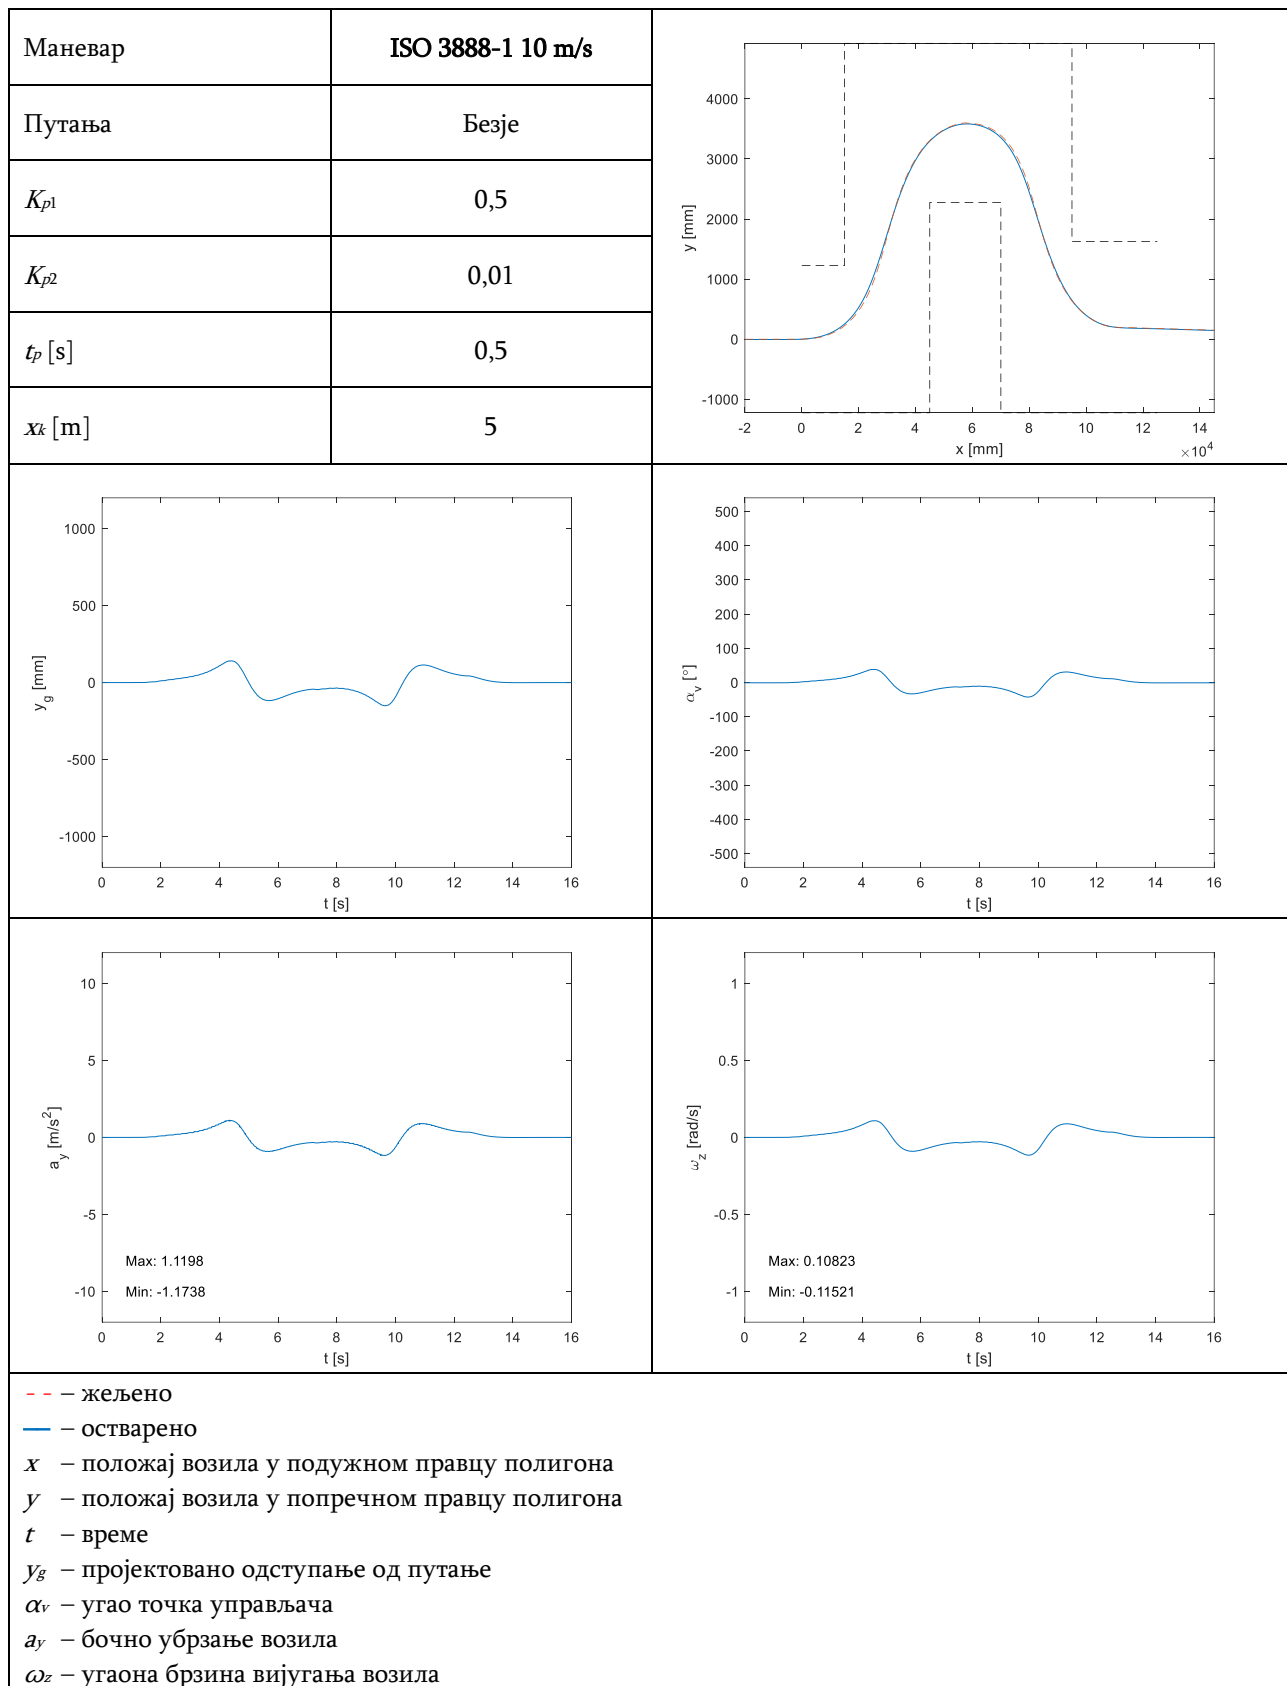 Маневар
ISO 3888-1 10 m/s
Путања
Безје
Kp1
0,5
Kp2
0,01
tp [s]
0,5
xk [m]
5
4000
3000
2000
1000
0
-1000
y [mm]
-2 0 2 4 6 8 10 12 14
x [mm]
×10^4
1000
500
0
-500
-1000
y_g [mm]
0 2 4 6 8 10 12 14 16
t [s]
500
400
300
200
100
0
-100
-200
-300
-400
-500
α_v [°]
0 2 4 6 8 10 12 14 16
t [s]
10
5
0
-5
-10
a_y [m/s^2]
Max: 1.1198
Min: -1.1738
0 2 4 6 8 10 12 14 16
t [s]
1
0.5
0
-0.5
-1
ω_z [rad/s]
Max: 0.10823
Min: -0.11521
0 2 4 6 8 10 12 14 16
t [s]
– жељено
– остварено
x – положај возила у подужном правцу полигона
y – положај возила у попречном правцу полигона
t – време
yg – пројектовано одступање од путање
αv – угао точка управљача
ay – бочно убрзање возила
ωz – угаона брзина вијугања возила